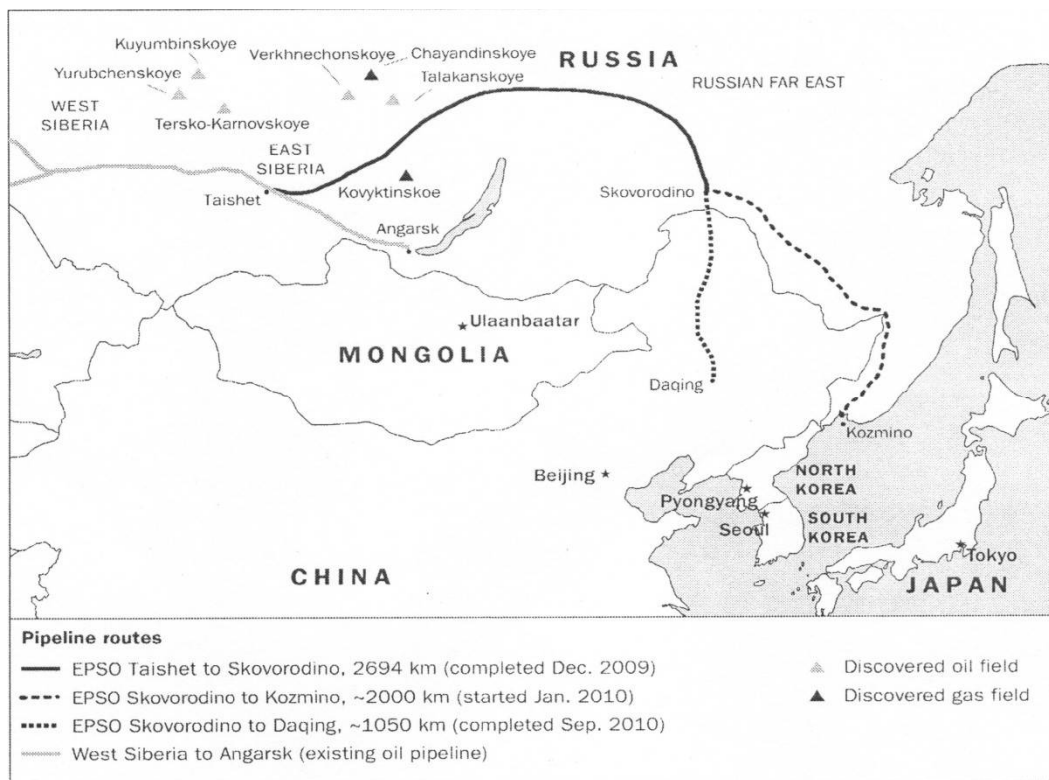 Kuyumbinskoye
Verkhnechonskoye
Chayandinskoye
Yurubchenskoye
Talakanskoye
RUSSIA
RUSSIAN FAR EAST
WEST
SIBERIA
Tersko-Karnovskoye
EAST
SIBERIA
Taishet
Kovyktinskoe
Skovorodino
Angarsk
Ulaanbaatar
MONGOLIA
Daqing
Kozmino
Beijing
NORTH
KOREA
Pyongyang
Seoul
SOUTH
KOREA
Tokyo
CHINA
JAPAN
Pipeline routes
EPSO Taishet to Skovorodino, 2694 km (completed Dec. 2009)
EPSO Skovorodino to Kozmino, ~2000 km (started Jan. 2010)
EPSO Skovorodino to Daqing, ~1050 km (completed Sep. 2010)
West Siberia to Angarsk (existing oil pipeline)
Discovered oil field
Discovered gas field